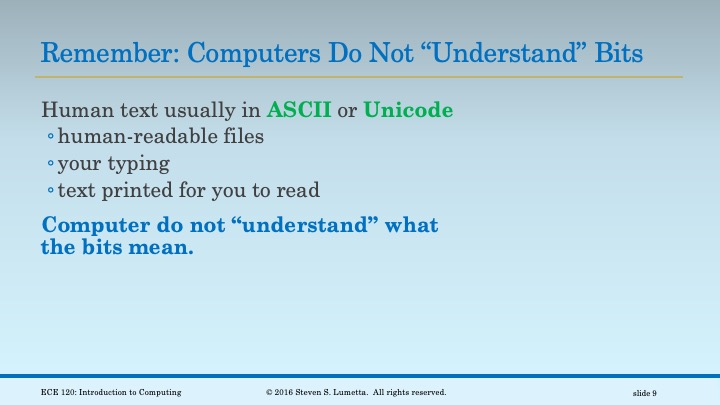 Remember: Computers Do Not “Understand” Bits
Human text usually in ASCII or Unicode
◦human-readable files
◦your typing
◦text printed for you to read
Computer do not “understand” what
the bits mean.
ECE 120: Introduction to Computing
© 2016 Steven S. Lumetta. All rights reserved.
slide 9